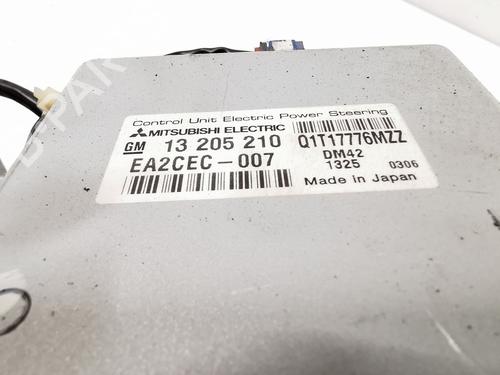 Control Unit Electric Power Steering
MITSUBISHI ELECTRIC
GM 13 205 210 Q1T17776MZZ
EA2CEC-007 DM42
1325 0306
Made in Japan